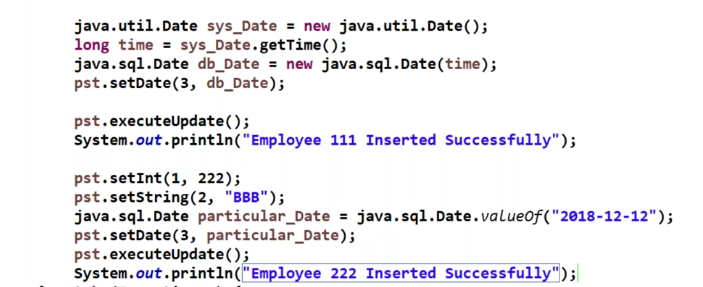 java.util.Date sys_Date = new java.util.Date();
long time = sys_Date.getTime();
java.sql.Date db_Date = new java.sql.Date(time);
pst.setDate(3, db_Date);
pst.executeUpdate();
System.out.println("Employee 111 Inserted Successfully");
pst.setInt(1, 222);
pst.setString(2, "BBB");
java.sql.Date particular_Date = java.sql.Date.valueOf("2018-12-12");
pst.setDate(3, particular_Date);
pst.executeUpdate();
System.out.println("Employee 222 Inserted Successfully");